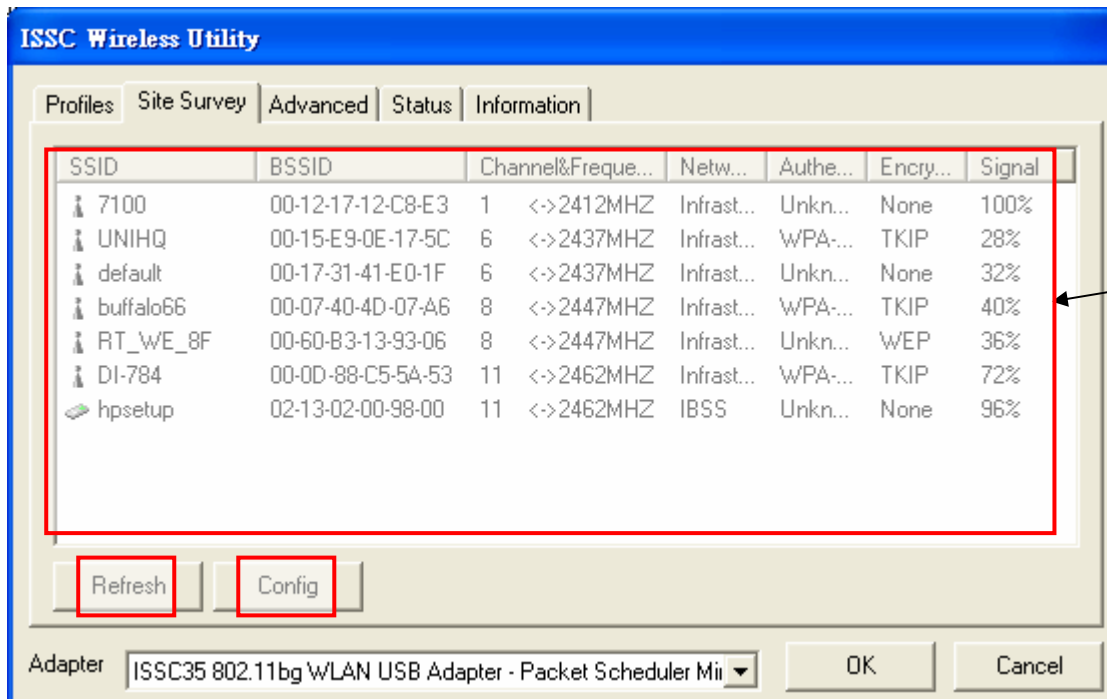 ISSC Wireless Utility
Profiles Site Survey Advanced Status Information
SSID BSSID Channel&Freque... Netw... Authe... Encry... Signal
7100 00-12-17-12-C8-E3 1 <->2412MHZ Infrast... Unkn... None 100%
UNIHQ 00-15-E9-0E-17-5C 6 <->2437MHZ Infrast... WPA-... TKIP 28%
default 00-17-31-41-E0-1F 6 <->2437MHZ Infrast... Unkn... None 32%
buffalo66 00-07-40-4D-07-A6 8 <->2447MHZ Infrast... WPA-... TKIP 40%
RT_WE_8F 00-60-B3-13-93-06 8 <->2447MHZ Infrast... Unkn... WEP 36%
DI-784 00-0D-88-C5-5A-53 11 <->2462MHZ Infrast... WPA-... TKIP 72%
hpsetup 02-13-02-00-98-00 11 <->2462MHZ IBSS Unkn... None 96%
Refresh Config
Adapter ISSC35 802.11bg WLAN USB Adapter - Packet Scheduler Mii OK Cancel